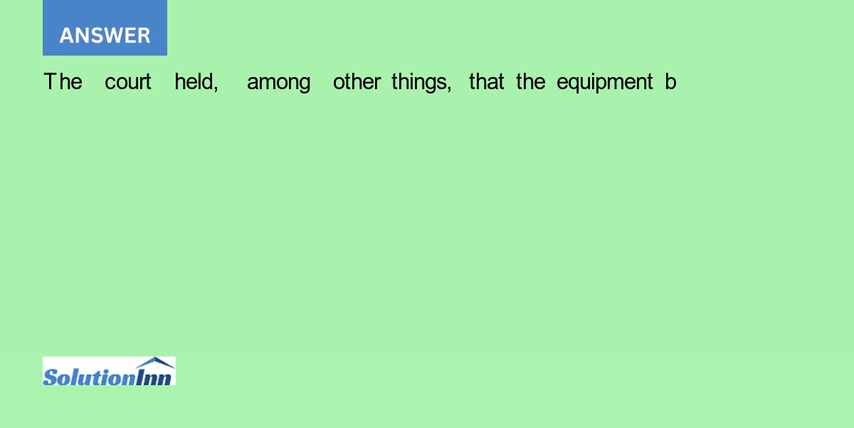 ANSWER
The court held, among other things, that the equipment b
SolutionInn